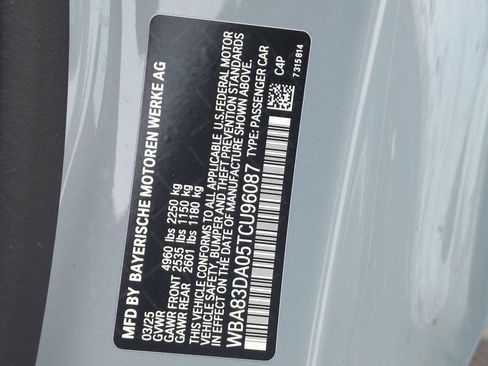 MFD BY BAYERISCHE MOTOREN WERKE AG
03/25
GVWR 4960 lbs 2250 kg
GAWR FRONT 2535 lbs 1150 kg
GAWR REAR 2601 lbs 1180 kg
THIS VEHICLE CONFORMS TO ALL APPLICABLE U.S. FEDERAL MOTOR
VEHICLE SAFETY, BUMPER AND THEFT PREVENTION STANDARDS
IN EFFECT ON THE DATE OF MANUFACTURE SHOWN ABOVE.
WBA83DA05TCU96087 TYPE: PASSENGER CAR
C4P
7 315 814